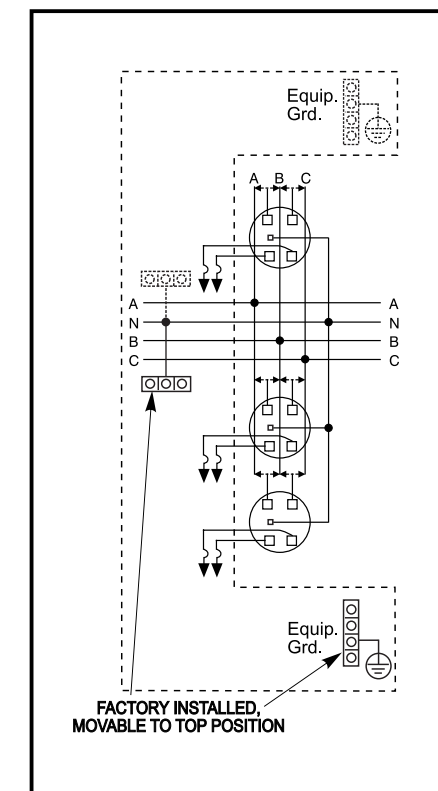 Equip.
Grd.
A B C
A A
N N
B B
C C
Equip.
Grd.
FACTORY INSTALLED,
MOVABLE TO TOP POSITION